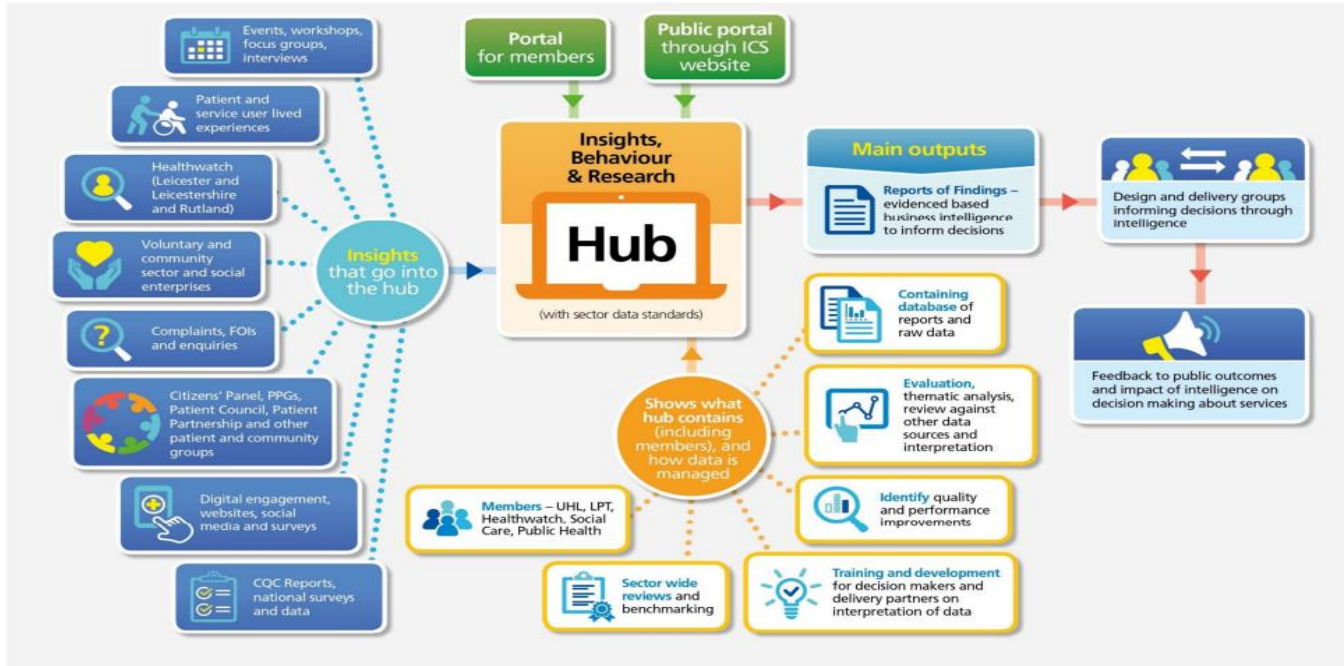 Events, workshops,
focus groups,
interviews
Patient and
service user lived
experiences
Healthwatch
(Leicester and
Leicestershire
and Rutland)
Voluntary and
community
sector and social
enterprises
Complaints, FOIs
and enquiries
Citizens' Panel, PPGs,
Patient Council, Patient
Partnership and other
patient and community
groups
Digital engagement,
websites, social
media and surveys
CQC Reports,
national surveys
and data
Insights
that go into
the hub
Portal
for members
Public portal
through ICS
website
Insights,
Behaviour
& Research
Hub
(with sector data standards)
Main outputs
Reports of Findings –
evidenced based
business intelligence
to inform decisions
Design and delivery groups
informing decisions through
intelligence
Feedback to public outcomes
and impact of intelligence on
decision making about services
Shows what
hub contains
(including
members), and
how data is
managed
Containing
database of
reports and
raw data
Evaluation,
thematic analysis,
review against
other data
sources and
interpretation
Identify quality
and performance
improvements
Training and development
for decision makers and
delivery partners on
interpretation of data
Sector wide
reviews and
benchmarking
Members – UHL, LPT,
Healthwatch, Social
Care, Public Health